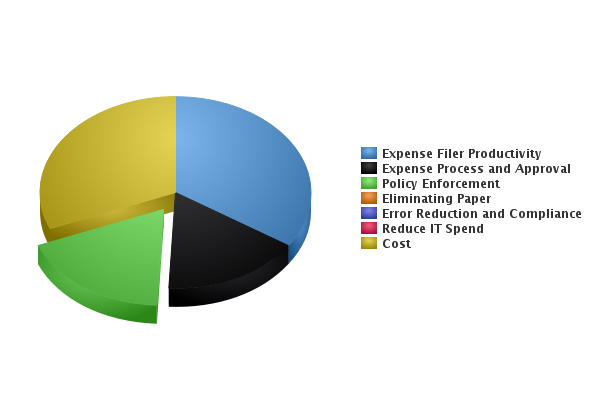 Expense Filer Productivity
Expense Process and Approval
Policy Enforcement
Eliminating Paper
Error Reduction and Compliance
Reduce IT Spend
Cost